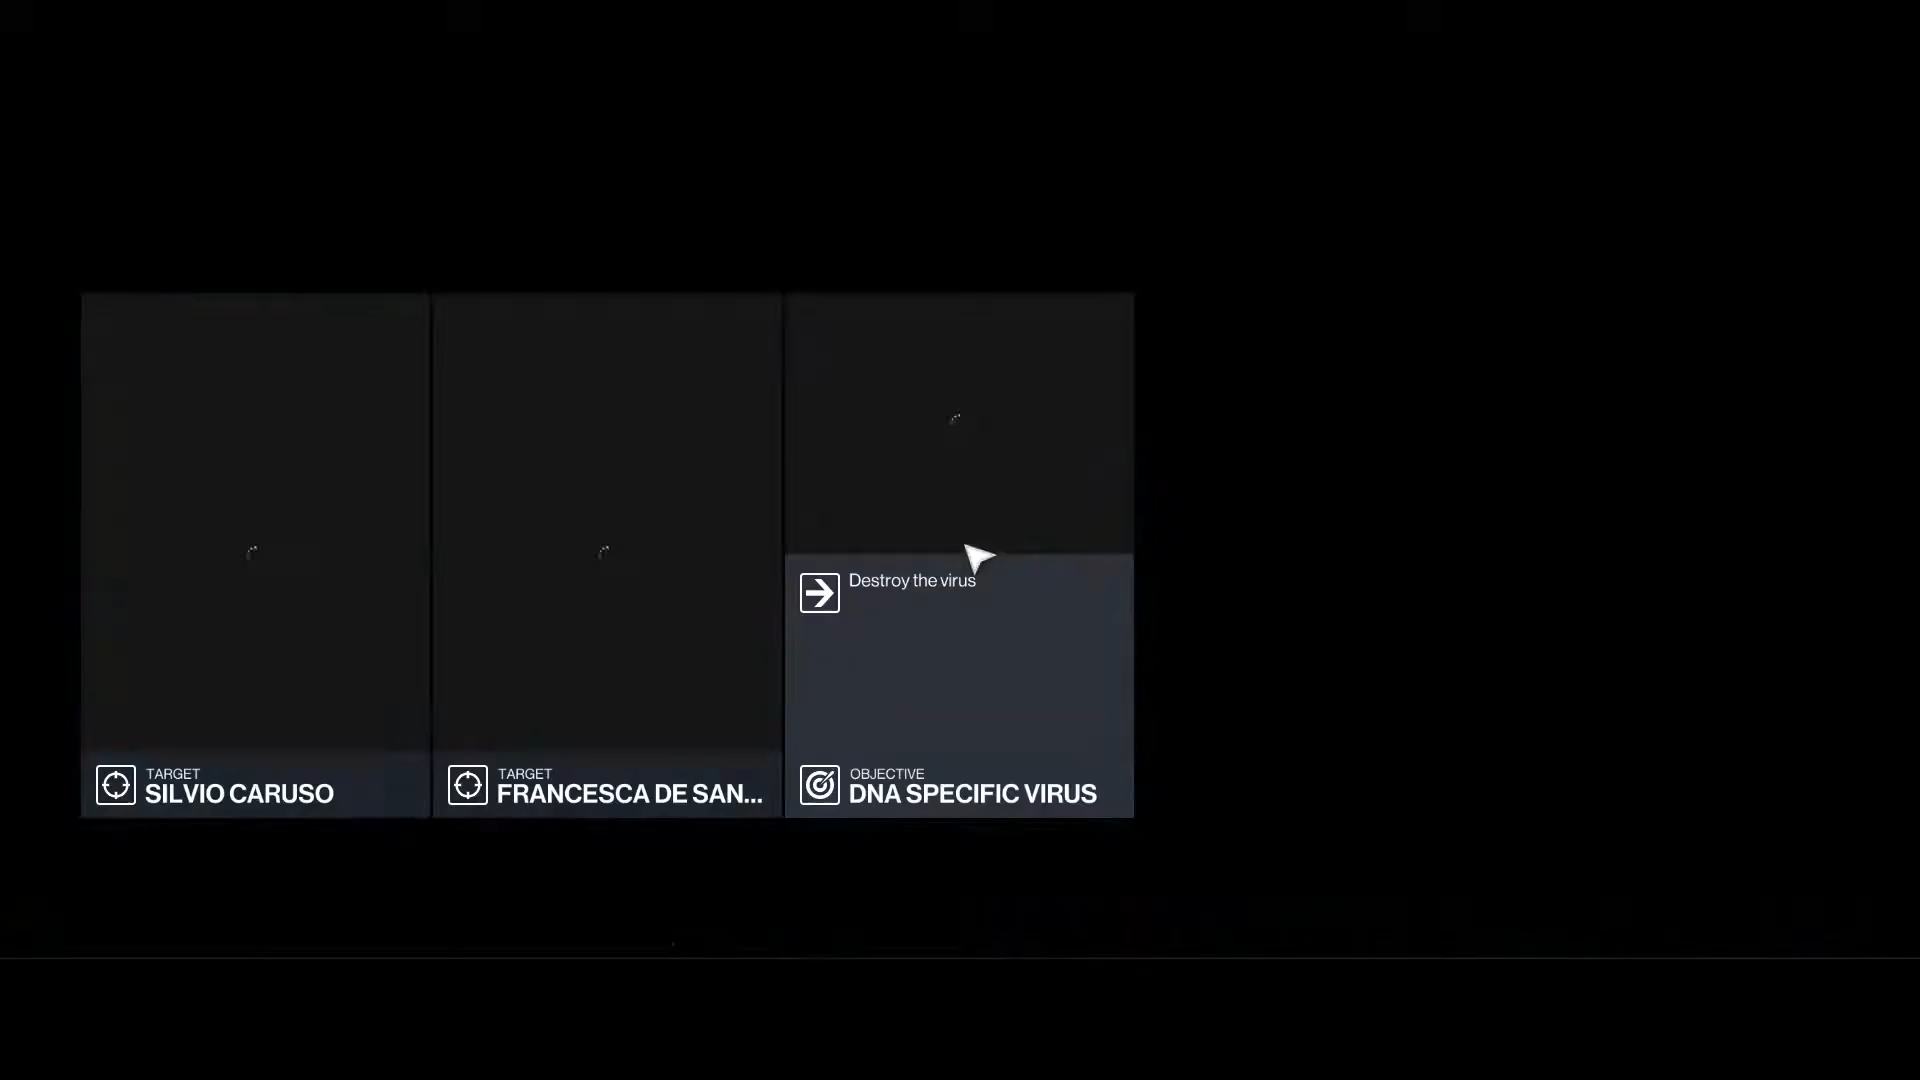 TARGET
SILVIO CARUSO
TARGET
FRANCESCA DE SAN...
Destroy the virus
OBJECTIVE
DNA SPECIFIC VIRUS